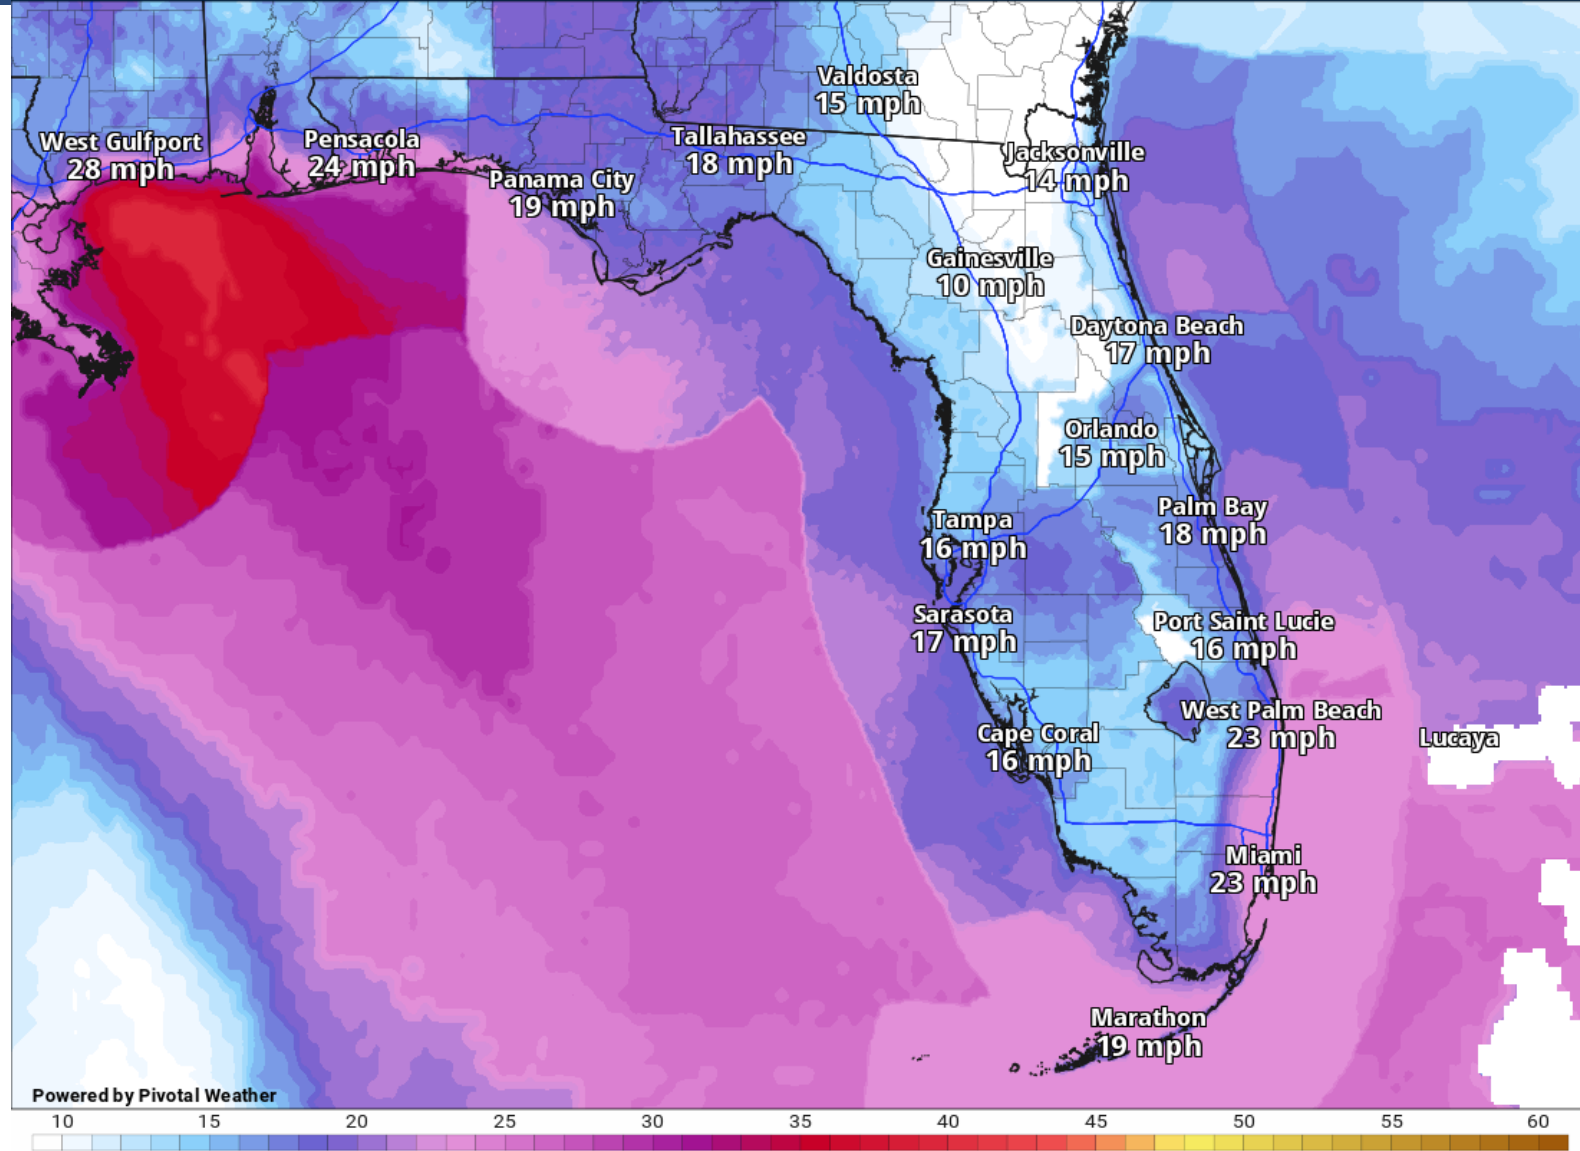 Valdosta
15 mph
West Gulfport
28 mph
Pensacola
24 mph
Tallahassee
18 mph
Jacksonville
14 mph
Panama City
19 mph
Gainesville
10 mph
Daytona Beach
17 mph
Orlando
15 mph
Palm Bay
18 mph
Tampa
16 mph
Sarasota
17 mph
Port Saint Lucie
16 mph
West Palm Beach
23 mph
Lucaya
Cape Coral
16 mph
Miami
23 mph
Marathon
19 mph
Powered by Pivotal Weather
10 15 20 25 30 35 40 45 50 55 60